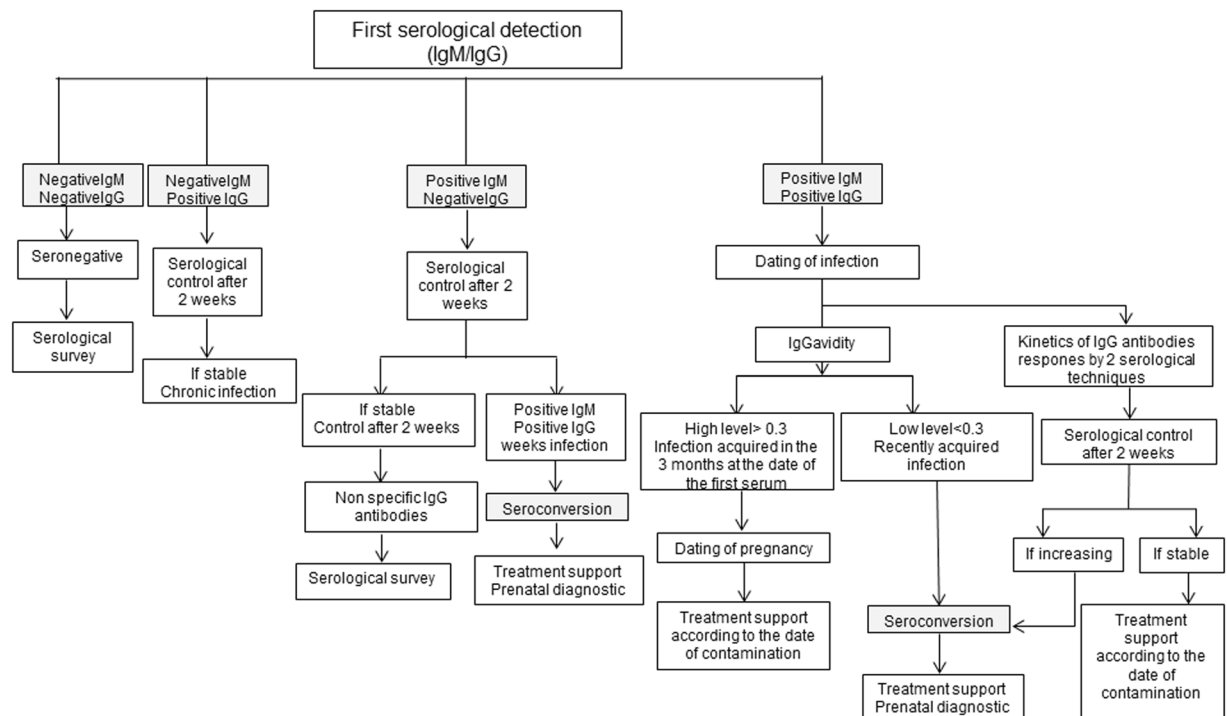 First serological detection
(IgM/IgG)
NegativeIgM
NegativeIgG
NegativeIgM
Positive IgG
Positive IgM
NegativeIgG
Positive IgM
Positive IgG
Seronegative
Serological
control after
2 weeks
Serological
control after 2
weeks
Dating of infection
Serological
survey
If stable
Chronic infection
IgGavidity
Kinetics of IgG antibodies
respones by 2 serological
techniques
If stable
Control after 2 weeks
Positive IgM
Positive IgG
weeks infection
High level> 0.3
Infection acquired in the
3 months at the date of
the first serum
Low level<0.3
Recently acquired
infection
Serological control
after 2 weeks
Non specific IgG
antibodies
Seroconversion
Dating of pregnancy
If increasing
If stable
Serological survey
Treatment support
Prenatal diagnostic
Treatment support
according to the date
of contamination
Seroconversion
Treatment
support
according to the
date of
contamination
Treatment support
Prenatal diagnostic